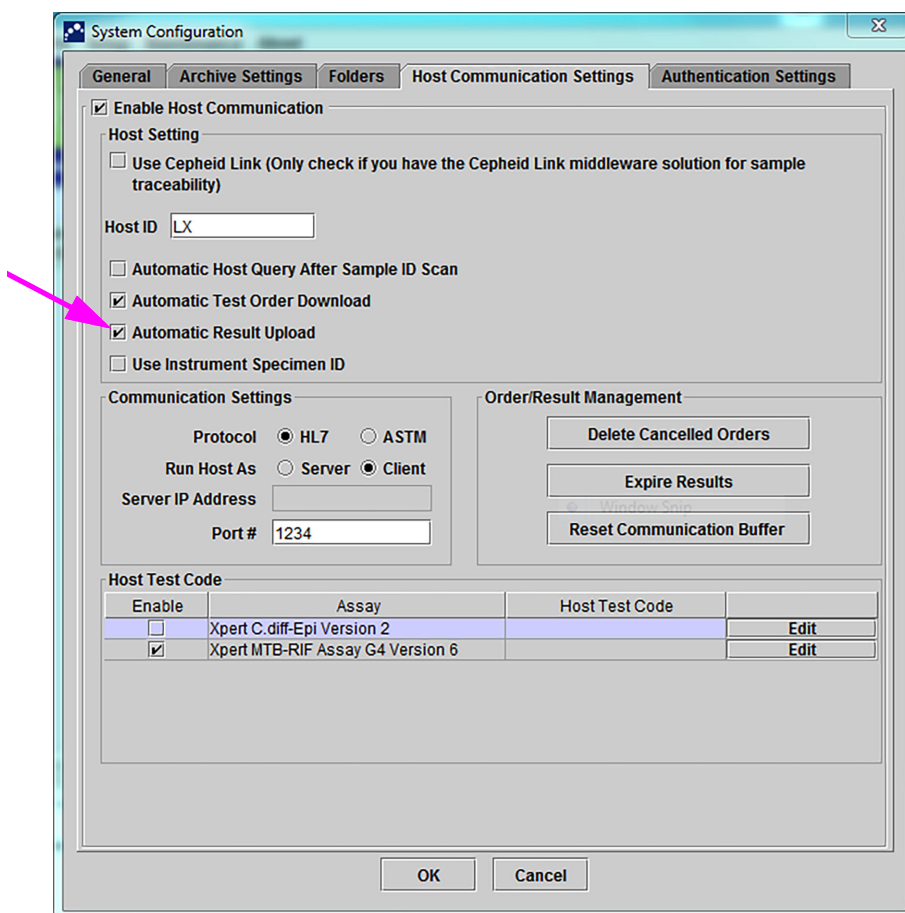 System Configuration
General Archive Settings Folders Host Communication Settings Authentication Settings
Enable Host Communication
Host Setting
Use Cepheid Link (Only check if you have the Cepheid Link middleware solution for sample
traceability)
Host ID LX
Automatic Host Query After Sample ID Scan
Automatic Test Order Download
Automatic Result Upload
Use Instrument Specimen ID
Communication Settings
Protocol HL7 ASTM
Run Host As Server Client
Server IP Address
Port # 1234
Order/Result Management
Delete Cancelled Orders
Expire Results
Window Snip
Reset Communication Buffer
Host Test Code
Enable Assay Host Test Code
Xpert C.diff-Epi Version 2 Edit
Xpert MTB-RIF Assay G4 Version 6 Edit
OK Cancel